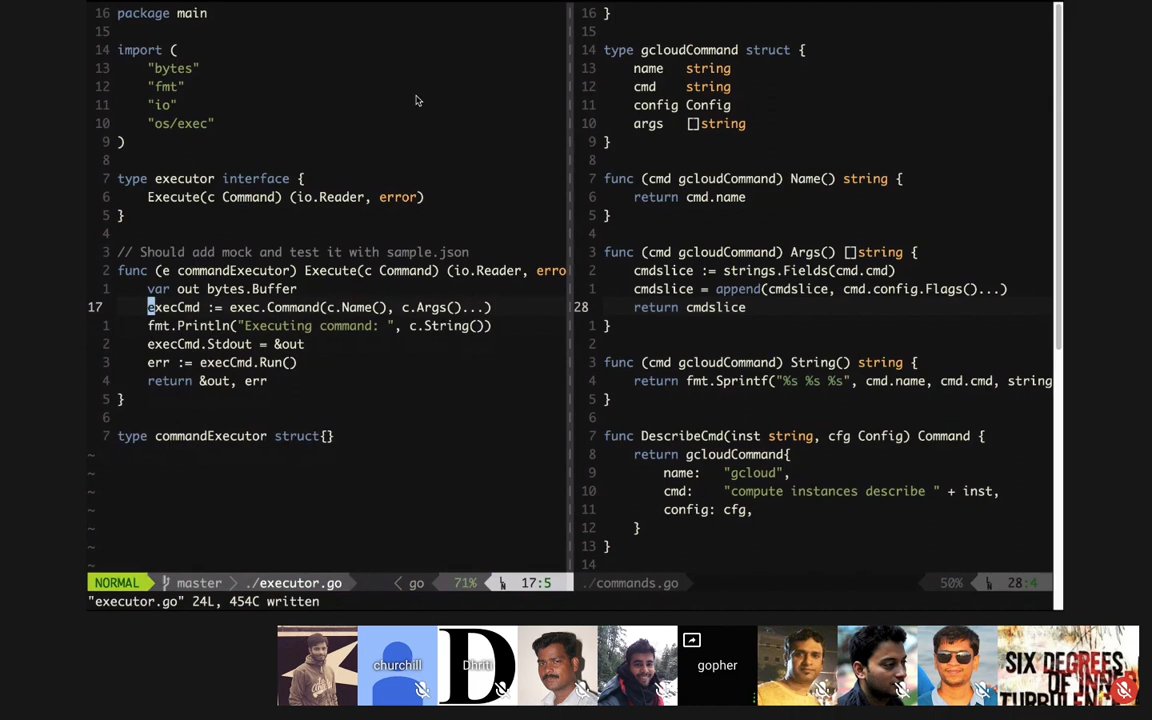 16 package main
15
14 import (
13 "bytes"
12 "fmt"
11 "io"
10 "os/exec"
9 )
8
7 type executor interface {
6 Execute(c Command) (io.Reader, error)
5 }
4
3 // Should add mock and test it with sample.json
2 func (e commandExecutor) Execute(c Command) (io.Reader, erro
1 var out bytes.Buffer
17 execCmd := exec.Command(c.Name(), c.Args()...)
1 fmt.Println("Executing command: ", c.String())
2 execCmd.Stdout = &out
3 err := execCmd.Run()
4 return &out, err
5 }
6
7 type commandExecutor struct{}
~
~
~
~
~
~
~
NORMAL master ./executor.go go 71% 17:5
"executor.go" 24L, 454C written
16 }
15
14 type gcloudCommand struct {
13 name string
12 cmd string
11 config Config
10 args []string
9 }
8
7 func (cmd gcloudCommand) Name() string {
6 return cmd.name
5 }
4
3 func (cmd gcloudCommand) Args() []string {
2 cmdslice := strings.Fields(cmd.cmd)
1 cmdslice = append(cmdslice, cmd.config.Flags()...)
28 return cmdslice
1 }
2
3 func (cmd gcloudCommand) String() string {
4 return fmt.Sprintf("%s %s %s", cmd.name, cmd.cmd, string
5 }
6
7 func DescribeCmd(inst string, cfg Config) Command {
8 return gcloudCommand{
9 name: "gcloud",
10 cmd: "compute instances describe " + inst,
11 config: cfg,
12 }
13 }
14
./commands.go 50% 28:4
churchill
D
Dhriti
gopher
SIX DEGREES
OF INNER
TURBULENCE